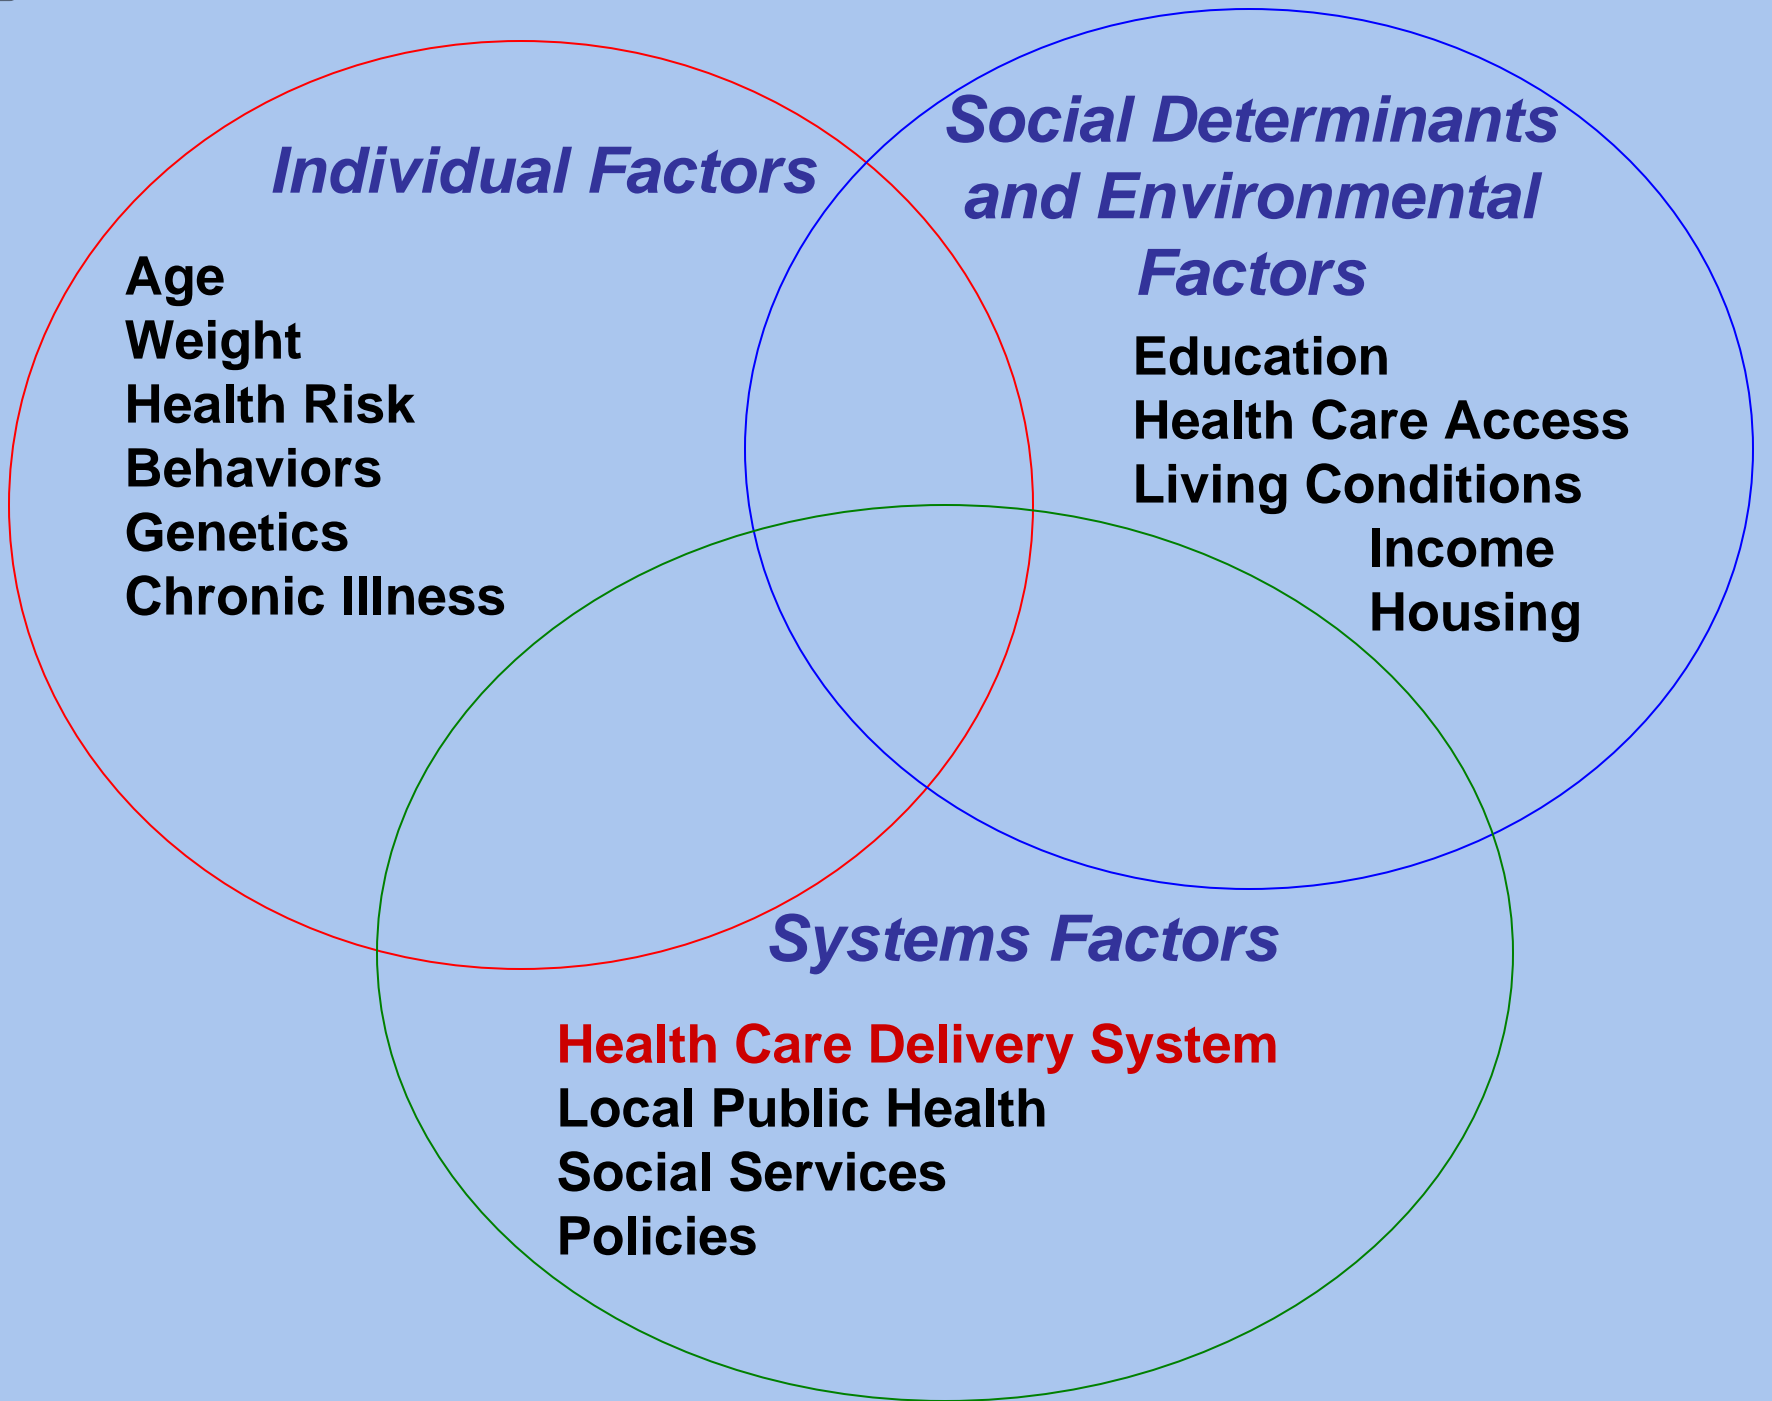 Individual Factors
Age
Weight
Health Risk
Behaviors
Genetics
Chronic Illness
Social Determinants
and Environmental
Factors
Education
Health Care Access
Living Conditions
Income
Housing
Systems Factors
Health Care Delivery System
Local Public Health
Social Services
Policies